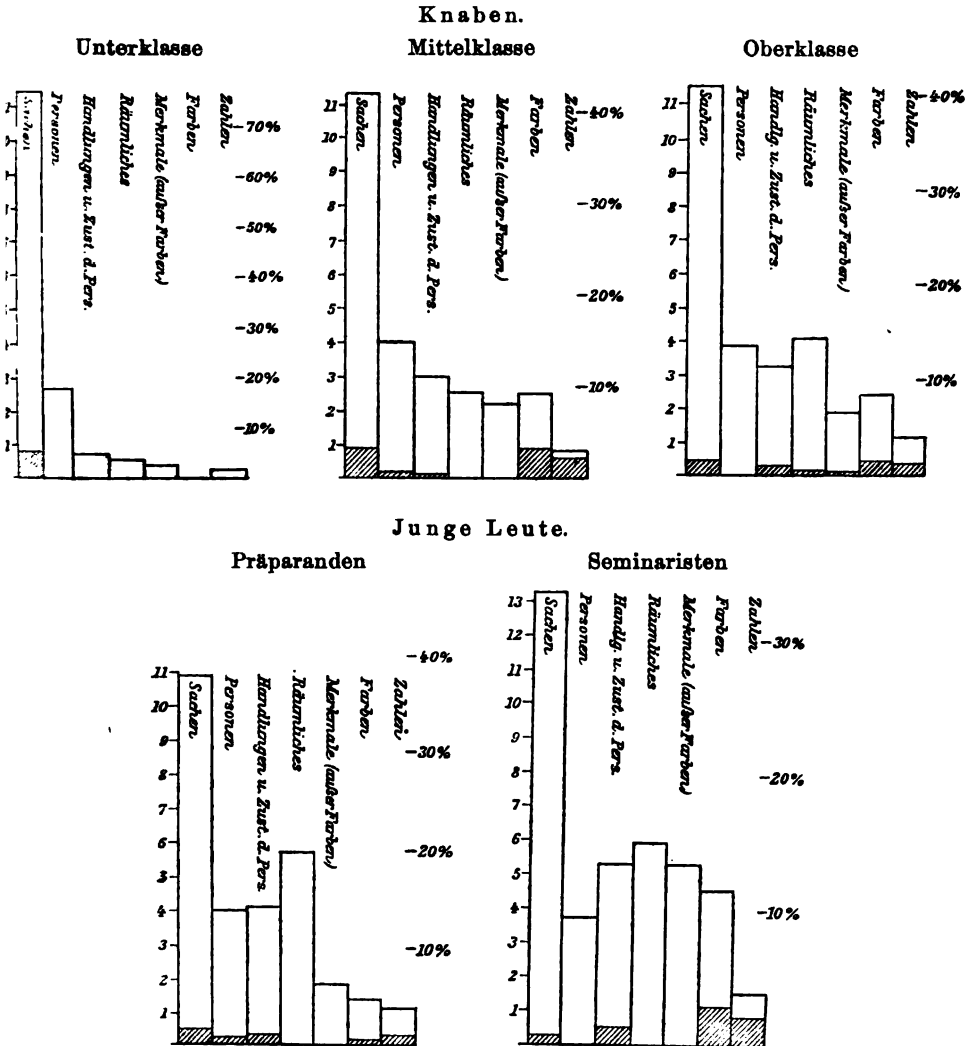 Knaben.
Unterklasse
Mittelklasse
Oberklasse
Personen
Handlungen u. Zust. d. Pers.
Räumliches
Merkmale (außer Farben)
Farben
Zahlen
1
-70%
-60%
-50%
-40%
-30%
-20%
-10%
11
10
9
8
7
6
5
4
3
2
1
Sachen
Personen
Handlungen u. Zust. d. Pers.
Räumliches
Merkmale (außer Farben)
Farben
Zahlen
-40%
-30%
-20%
-10%
11
10
9
8
7
6
5
4
3
2
1
Sachen
Personen
Handlg. u. Zust. d. Pers.
Räumliches
Merkmale (außer Farben)
Farben
Zahlen
-40%
-30%
-20%
-10%
Junge Leute.
Präparanden
Seminaristen
11
10
9
8
7
6
5
4
3
2
1
Sachen
Personen
Handlungen u. Zust. d. Pers
Räumliches
Merkmale (außer Farben)
Farben
Zahlen
-40%
-30%
-20%
-10%
13
12
11
10
9
8
7
6
5
4
3
2
1
Sachen
Personen
Handlg. u. Zust. d. Pers.
Räumliches
Merkmale (außer Farben)
Farben
Zahlen
-30%
-20%
-10%